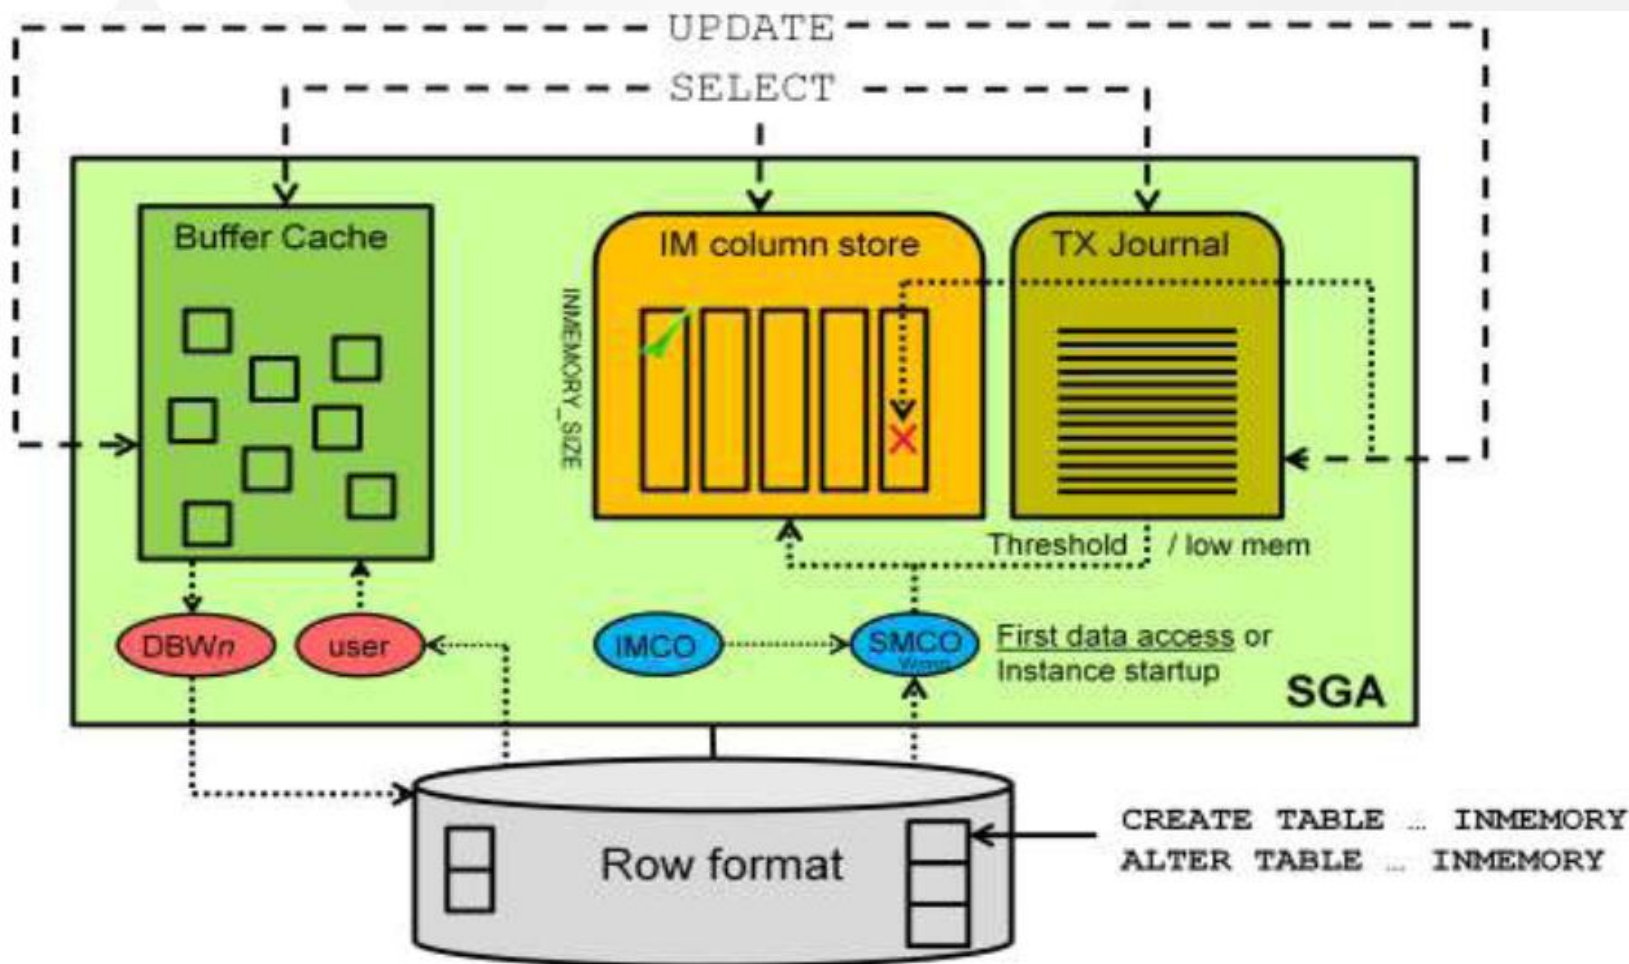 UPDATE
SELECT
Buffer Cache
IM column store
TX Journal
INMEMORY_SIZE
Threshold / low mem
DBWn
user
IMCO
SMCO
First data access or
Instance startup
SGA
Row format
CREATE TABLE … INMEMORY
ALTER TABLE … INMEMORY